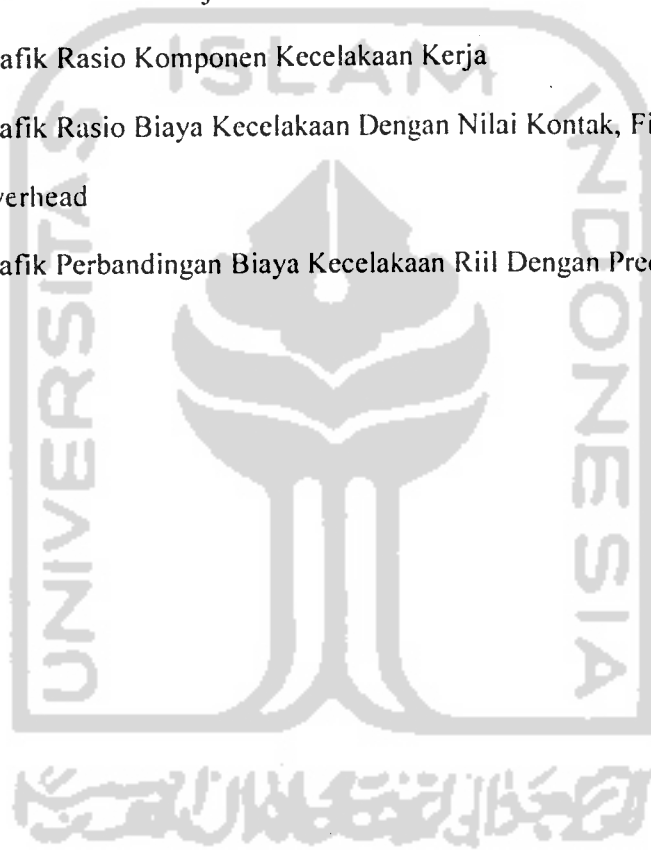 afik Rasio Komponen Kecelakaan Kerja
afik Rasio Biaya Kecelakaan Dengan Nilai Kontak, Fi
verhead
afik Perbandingan Biaya Kecelakaan Riil Dengan Pre
ISLAM
UNIVERSITAS
INDONESIA